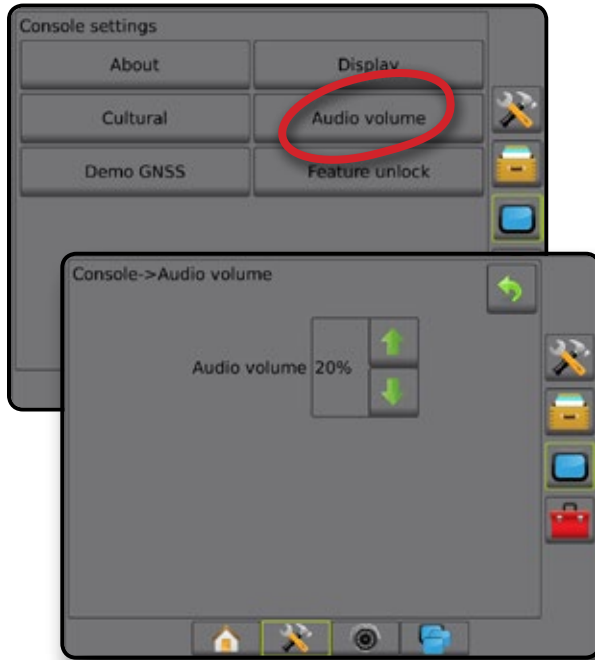 Console settings
About Display
Cultural Audio volume
Demo GNSS Feature unlock
Console->Audio volume
Audio volume 20%